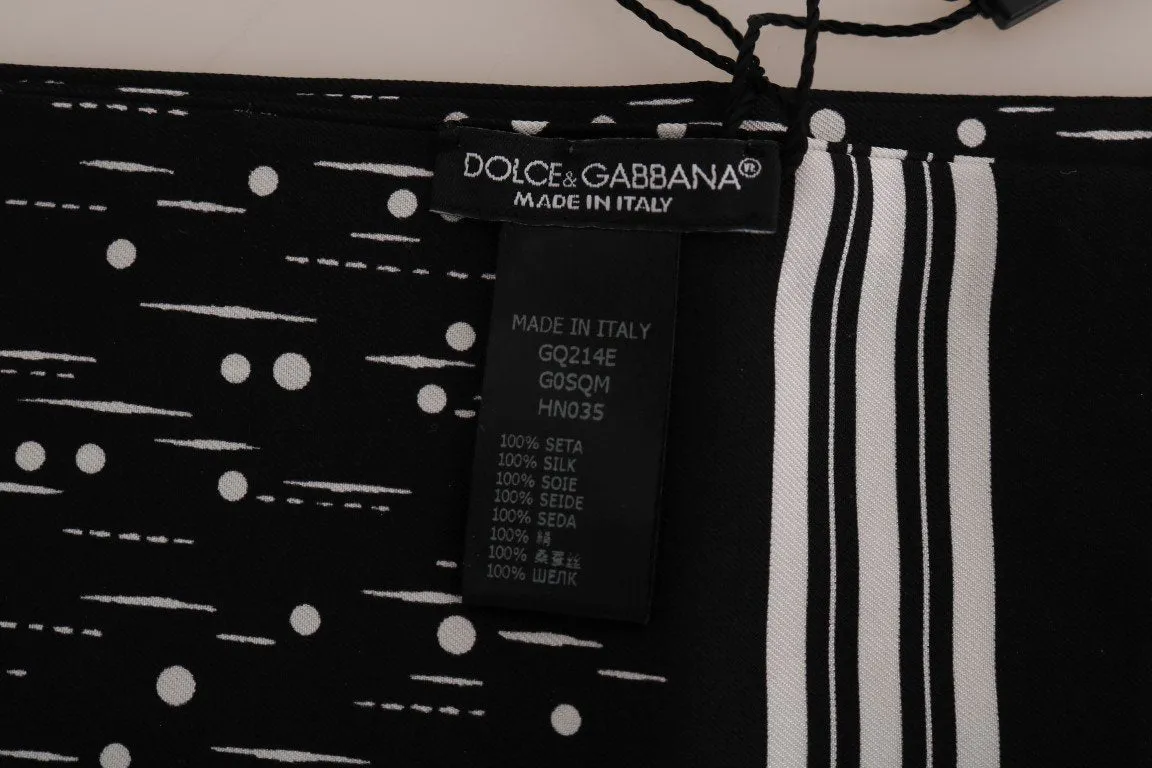 DOLCE&GABBANA®
MADE IN ITALY
MADE IN ITALY
GQ214E
G0SQM
HN035
100% SETA
100% SILK
100% SOIE
100% SEIDE
100% SEDA
100% 絹
100% 桑蚕丝
100% ШЕЛК